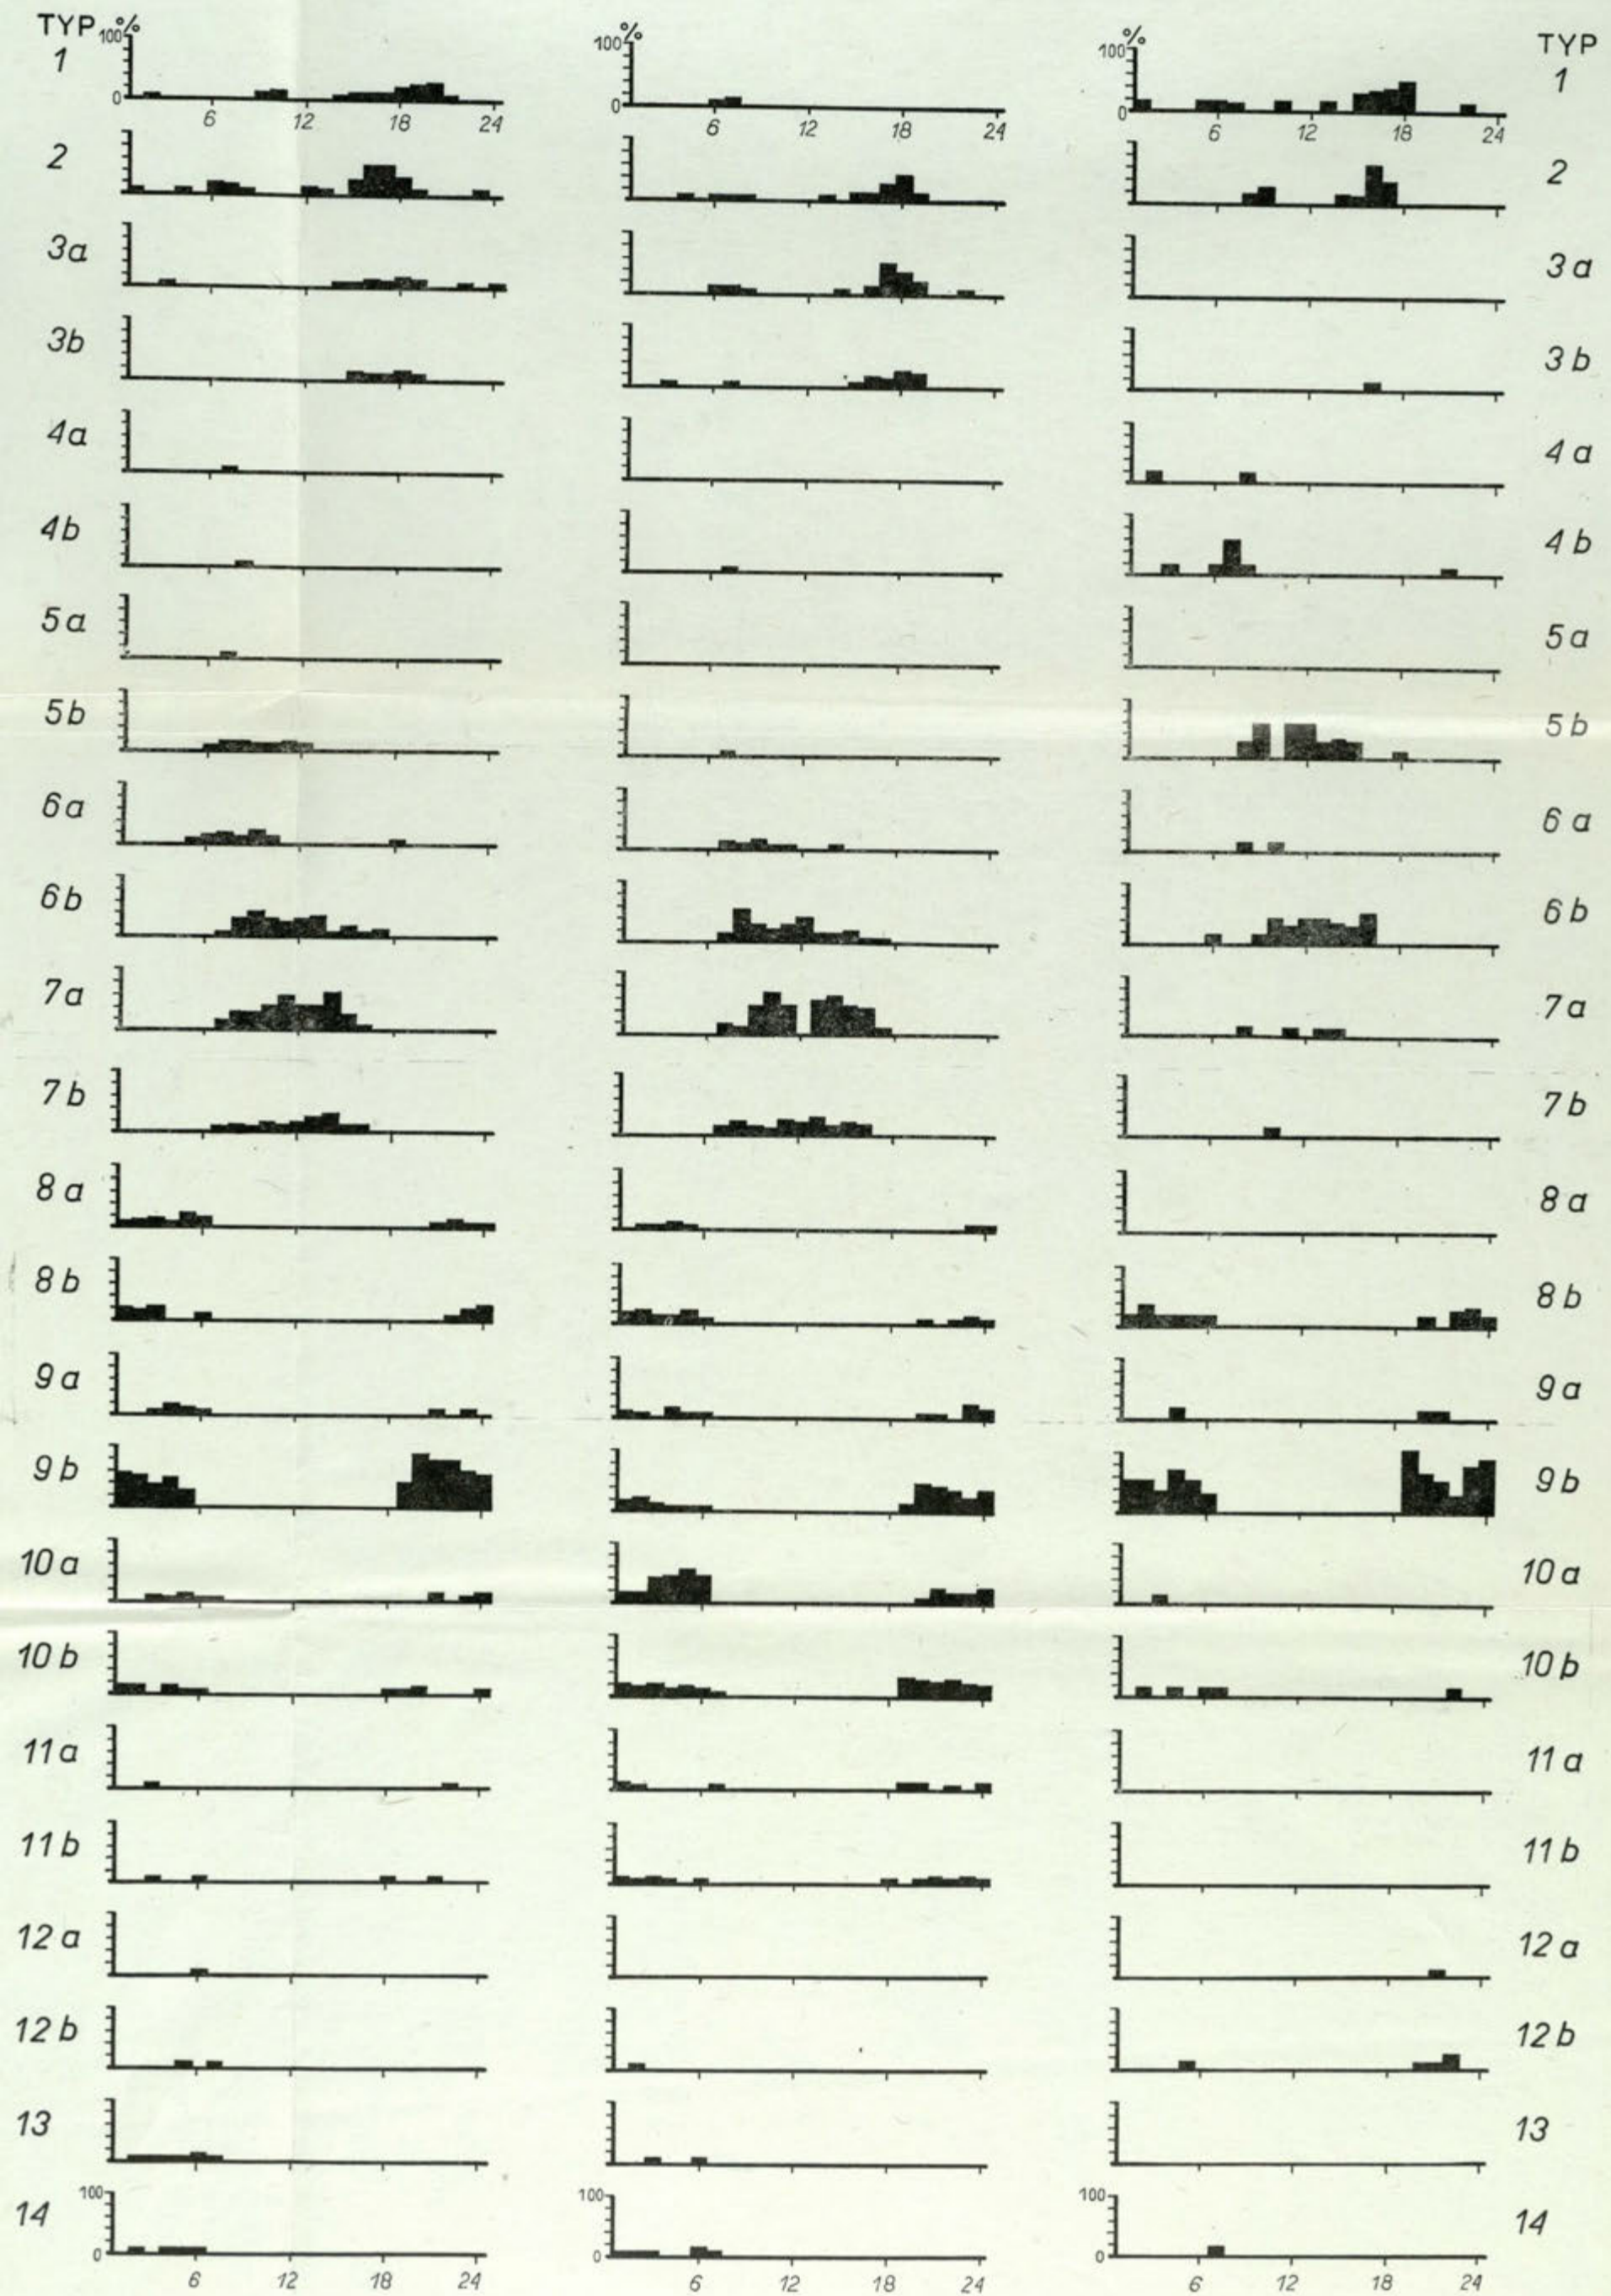 TYP % % % TYP
1 100 100 100 1
0 0 0
6 12 18 24 6 12 18 24 6 12 18 24
2 2
3a 3a
3b 3b
4a 4a
4b 4b
5a 5a
5b 5b
6a 6a
6b 6b
7a 7a
7b 7b
8a 8a
8b 8b
9a 9a
9b 9b
10a 10a
10b 10b
11a 11a
11b 11b
12a 12a
12b 12b
13 13
14 100 100 100 14
0 0 0
6 12 18 24 6 12 18 24 6 12 18 24